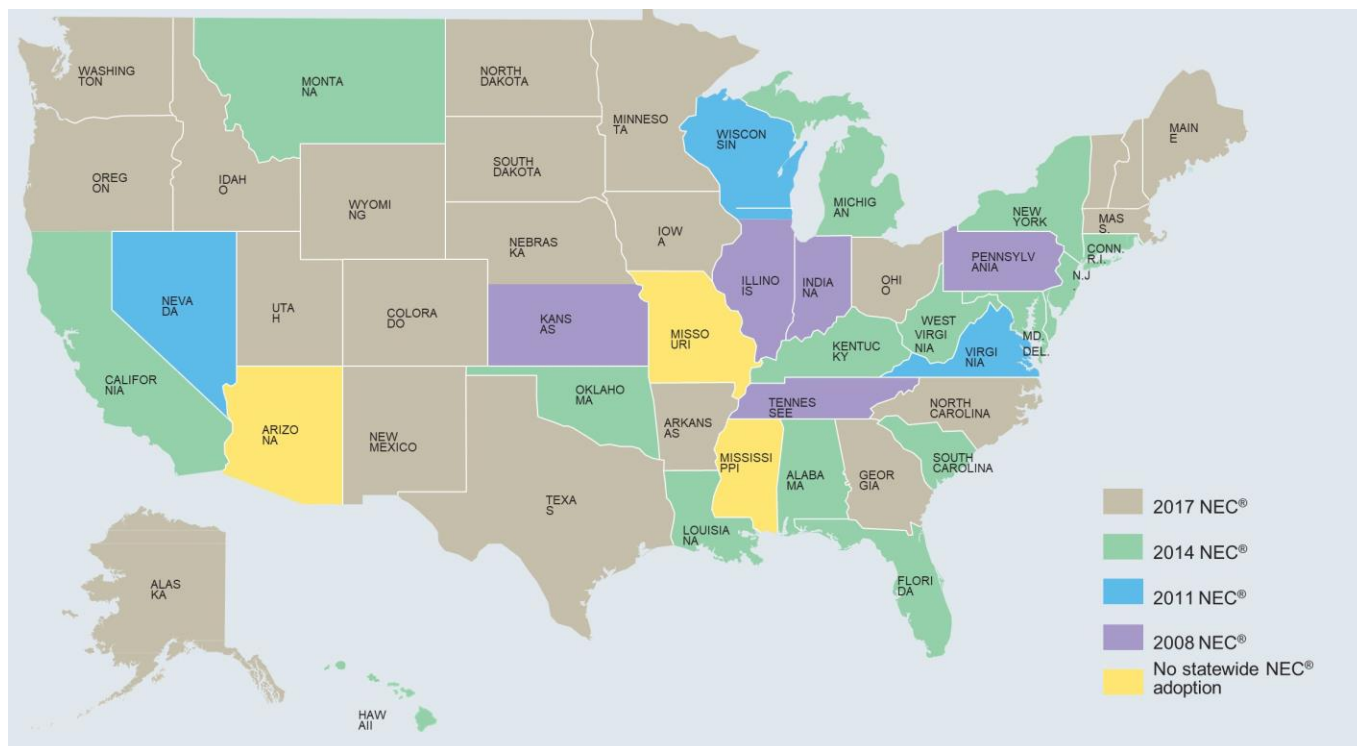 WASHING
TON
MONTA
NA
NORTH
DAKOTA
MINNESO
TA
WISCON
SIN
MAIN
E
OREG
ON
IDAH
O
WYOMI
NG
SOUTH
DAKOTA
MICHIG
AN
NEW
YORK
MAS
S.
CONN.
R.I.
N.J
.
NEBRAS
KA
IOW
A
ILLINO
IS
INDIA
NA
OHI
O
PENNSYLV
ANIA
NEVA
DA
UTA
H
COLORA
DO
KANS
AS
MISSO
URI
KENTUC
KY
WEST
VIRGI
NIA
VIRGI
NIA
MD.
DEL.
CALIFOR
NIA
ARIZO
NA
NEW
MEXICO
OKLAHO
MA
ARKANS
AS
TENNES
SEE
NORTH
CAROLINA
SOUTH
CAROLINA
MISSISSI
PPI
ALABA
MA
GEOR
GIA
TEXA
S
LOUISIA
NA
FLORI
DA
ALAS
KA
HAW
AII
2017 NEC®
2014 NEC®
2011 NEC®
2008 NEC®
No statewide NEC®
adoption